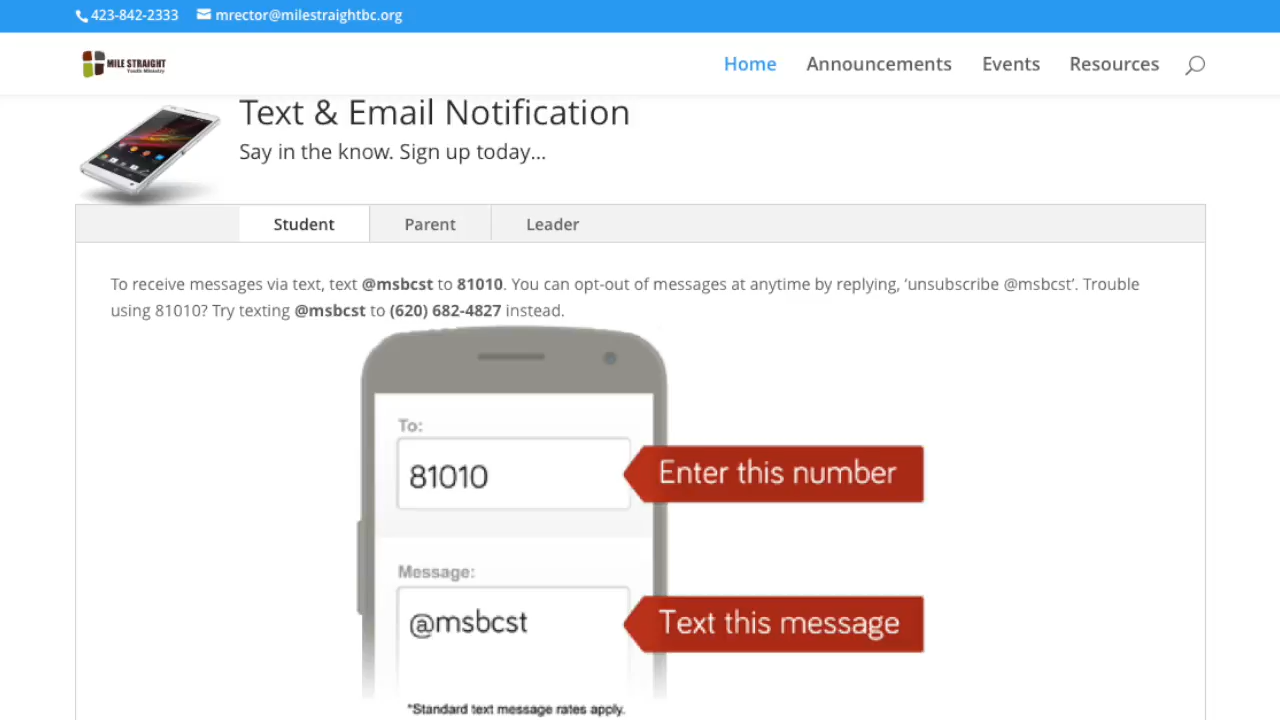 423-842-2333 mrector@milestraightbc.org
MILE STRAIGHT
Youth Ministry
Home Announcements Events Resources
Text & Email Notification
Say in the know. Sign up today...
Student Parent Leader
To receive messages via text, text @msbcst to 81010. You can opt-out of messages at anytime by replying, ‘unsubscribe @msbcst’. Trouble
using 81010? Try texting @msbcst to (620) 682-4827 instead.
To:
81010
Enter this number
Message:
@msbcst
Text this message
*Standard text message rates apply.